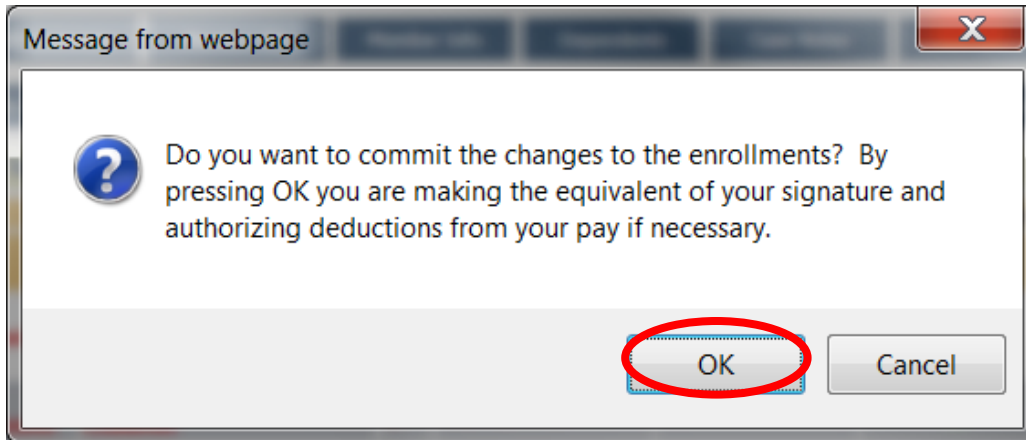 Message from webpage
X
?
Do you want to commit the changes to the enrollments?  By
pressing OK you are making the equivalent of your signature and
authorizing deductions from your pay if necessary.
OK
Cancel